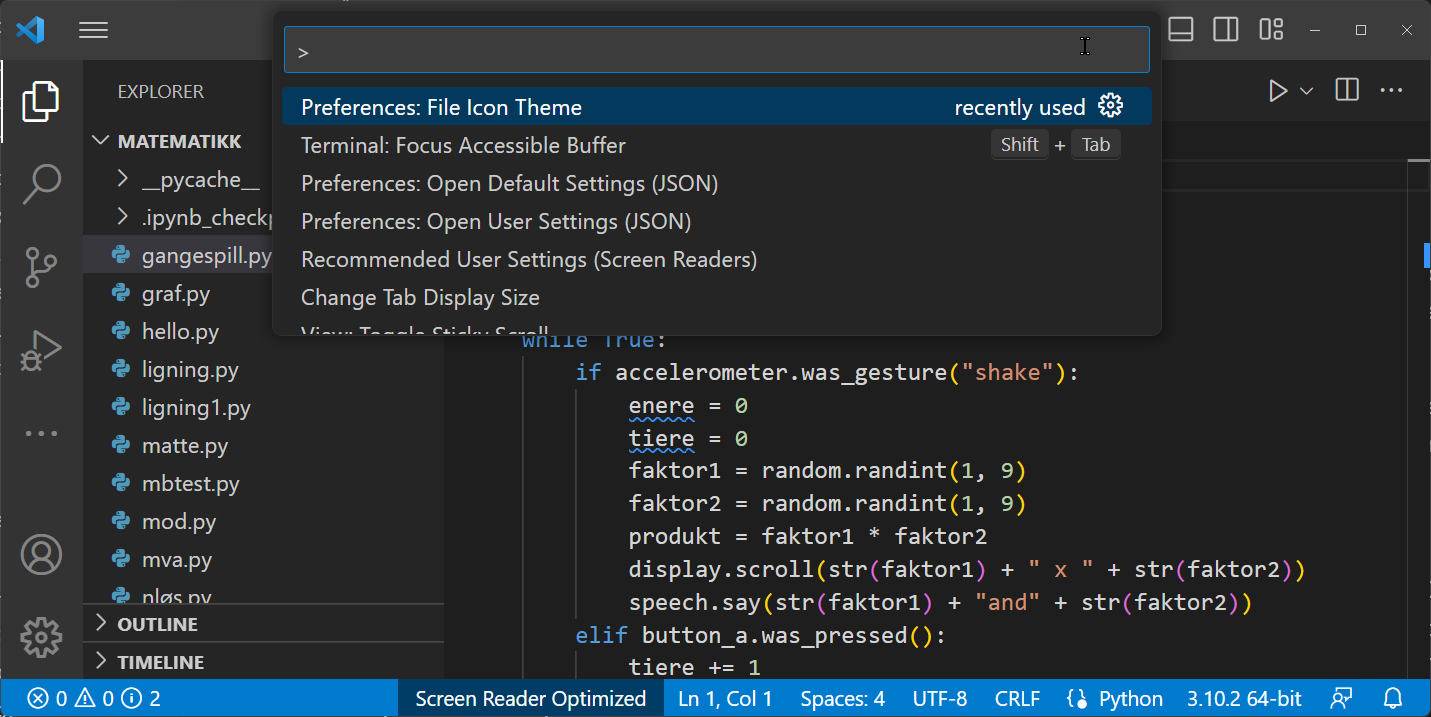 >
Preferences: File Icon Theme recently used
Terminal: Focus Accessible Buffer Shift + Tab
Preferences: Open Default Settings (JSON)
Preferences: Open User Settings (JSON)
Recommended User Settings (Screen Readers)
Change Tab Display Size
View: Toggle Sticky Scroll
EXPLORER
MATEMATIKK
__pycache__
.ipynb_checkp
gangespill.py
graf.py
hello.py
ligning.py
ligning1.py
matte.py
mbtest.py
mod.py
mva.py
nløs.py
OUTLINE
TIMELINE
while True:
if accelerometer.was_gesture("shake"):
enere = 0
tiere = 0
faktor1 = random.randint(1, 9)
faktor2 = random.randint(1, 9)
produkt = faktor1 * faktor2
display.scroll(str(faktor1) + " x " + str(faktor2))
speech.say(str(faktor1) + "and" + str(faktor2))
elif button_a.was_pressed():
tiere += 1
0 0 2 Screen Reader Optimized Ln 1, Col 1 Spaces: 4 UTF-8 CRLF {} Python 3.10.2 64-bit